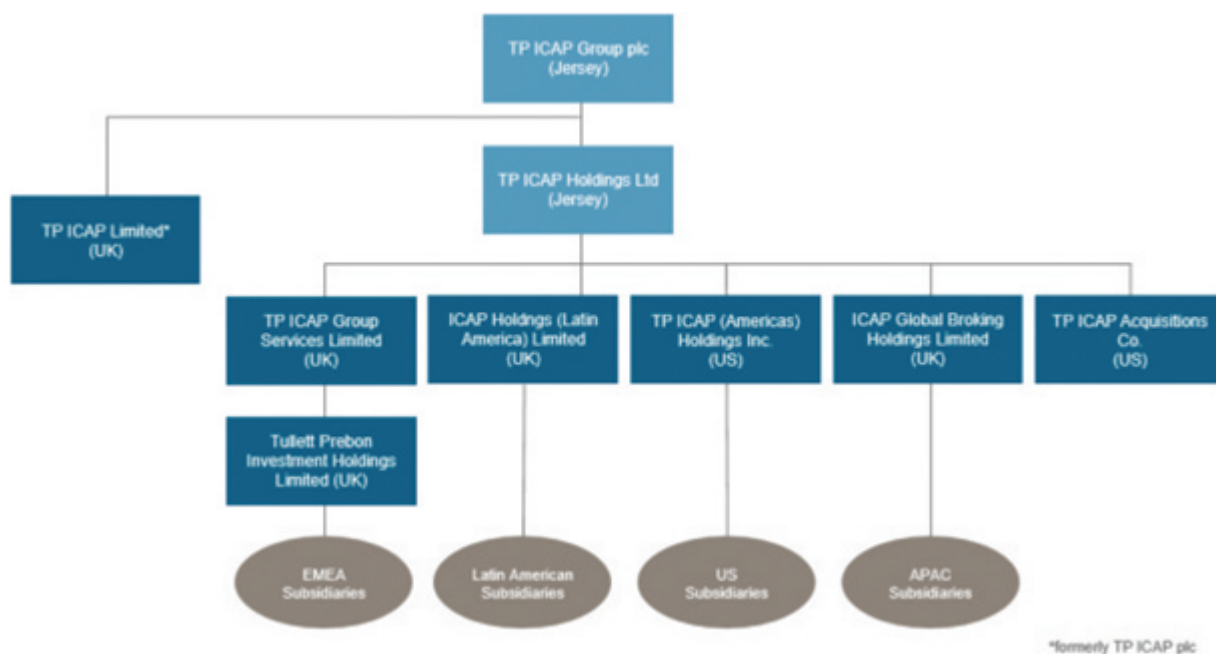 TP ICAP Group plc
(Jersey)
TP ICAP Holdings Ltd
(Jersey)
TP ICAP Limited*
(UK)
TP ICAP Group
Services Limited
(UK)
ICAP Holdngs (Latin
America) Limited
(UK)
TP ICAP (Americas)
Holdings Inc.
(US)
ICAP Global Broking
Holdings Limited
(UK)
TP ICAP Acquisitions
Co.
(US)
Tullett Prebon
Investment Holdings
Limited (UK)
EMEA
Subsidiaries
Latin American
Subsidiaries
US
Subsidiaries
APAC
Subsidiaries
*formerly TP ICAP plc